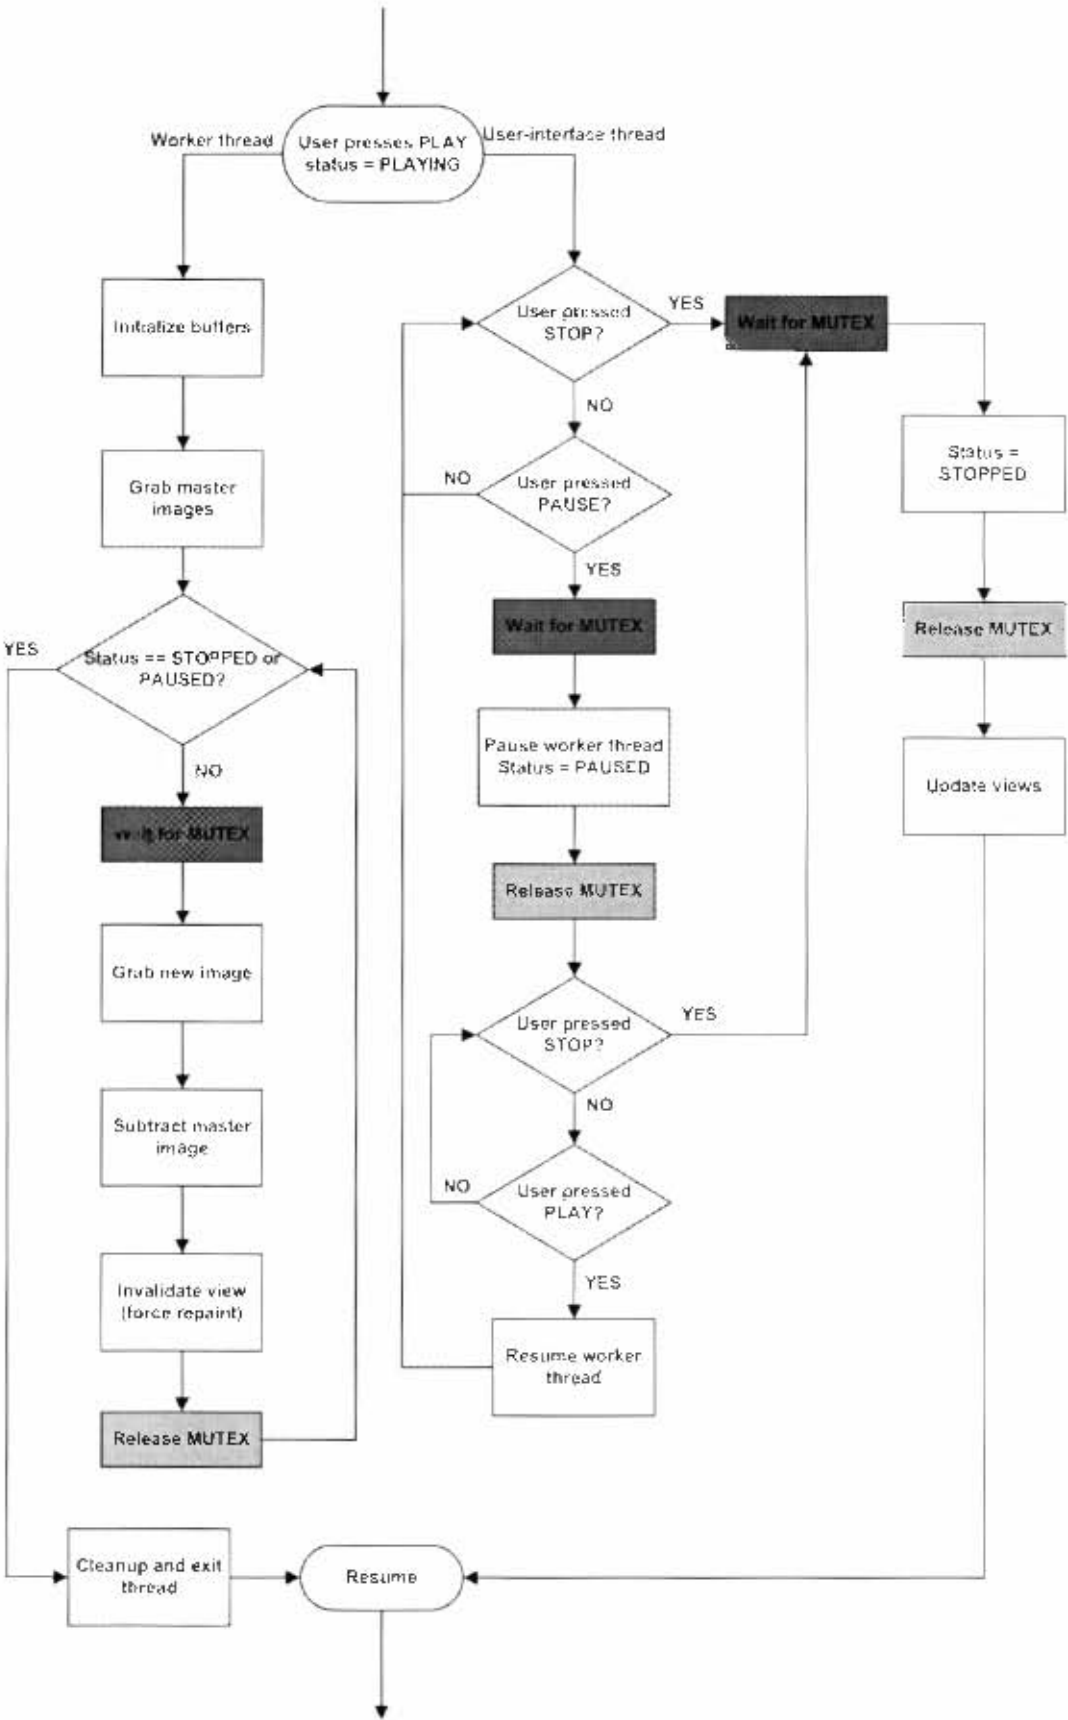 Worker thread
User presses PLAY
status = PLAYING
User-interface thread
Initialize buffers
Grab master
images
YES
Status == STOPPED or
PAUSED?
NO
Wait for MUTEX
Grab new image
Subtract master
image
Invalidate view
(force repaint)
Release MUTEX
Cleanup and exit
thread
User pressed
STOP?
YES
Wait for MUTEX
NO
User pressed
PAUSE?
NO
YES
Wait for MUTEX
Pause worker thread
Status = PAUSED
Release MUTEX
User pressed
STOP?
YES
NO
User pressed
PLAY?
NO
YES
Resume worker
thread
Status =
STOPPED
Release MUTEX
Update views
Resume